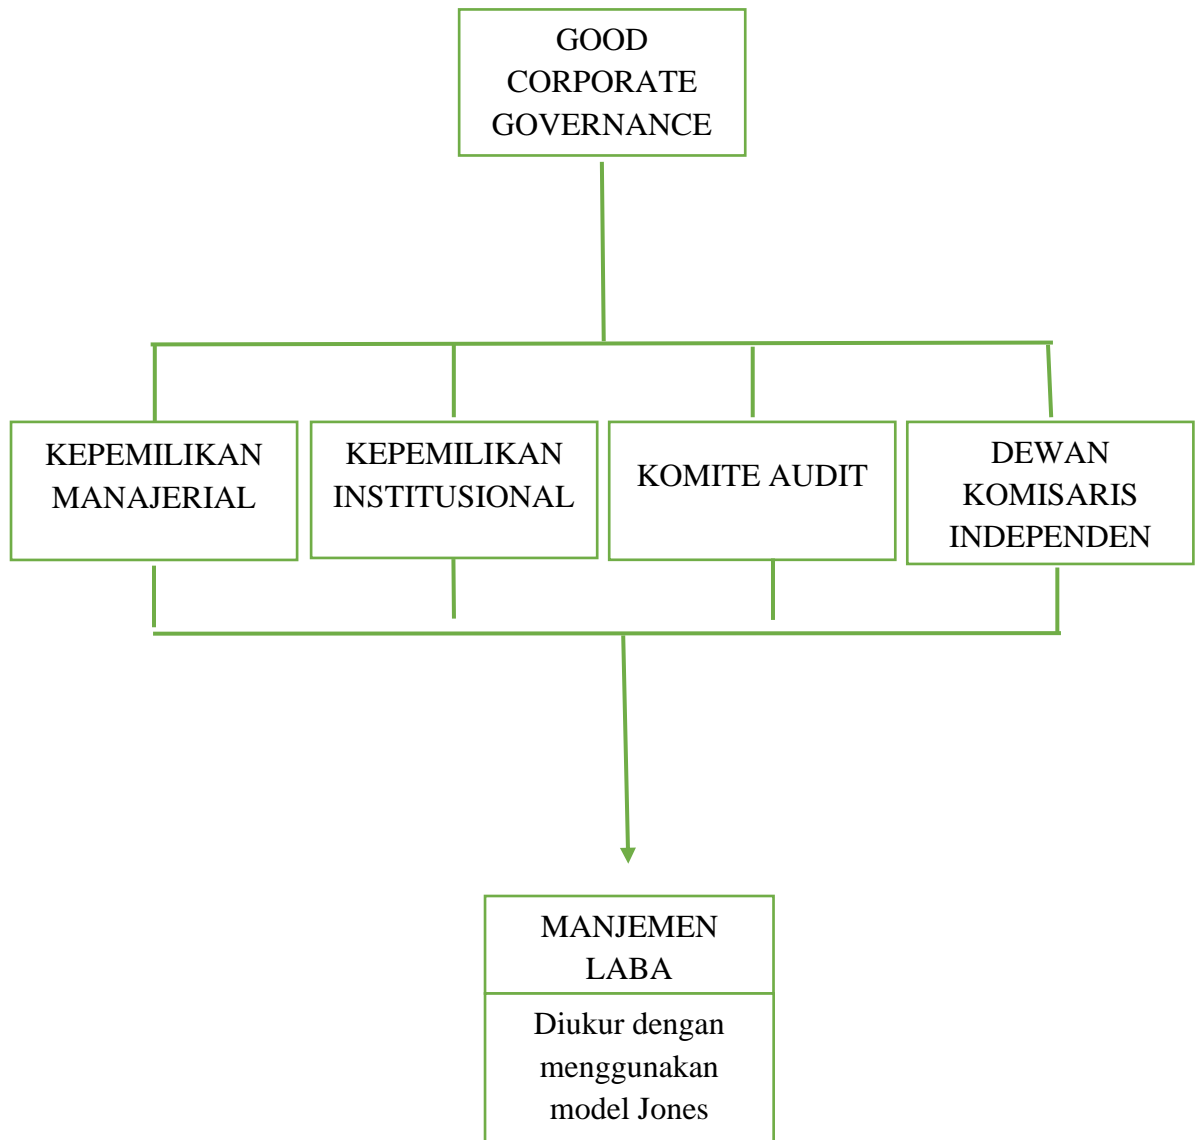 GOOD
CORPORATE
GOVERNANCE
KEPEMILIKAN
MANAJERIAL
KEPEMILIKAN
INSTITUSIONAL
KOMITE AUDIT
DEWAN
KOMISARIS
INDEPENDEN
MANJEMEN
LABA
Diukur dengan
menggunakan
model Jones